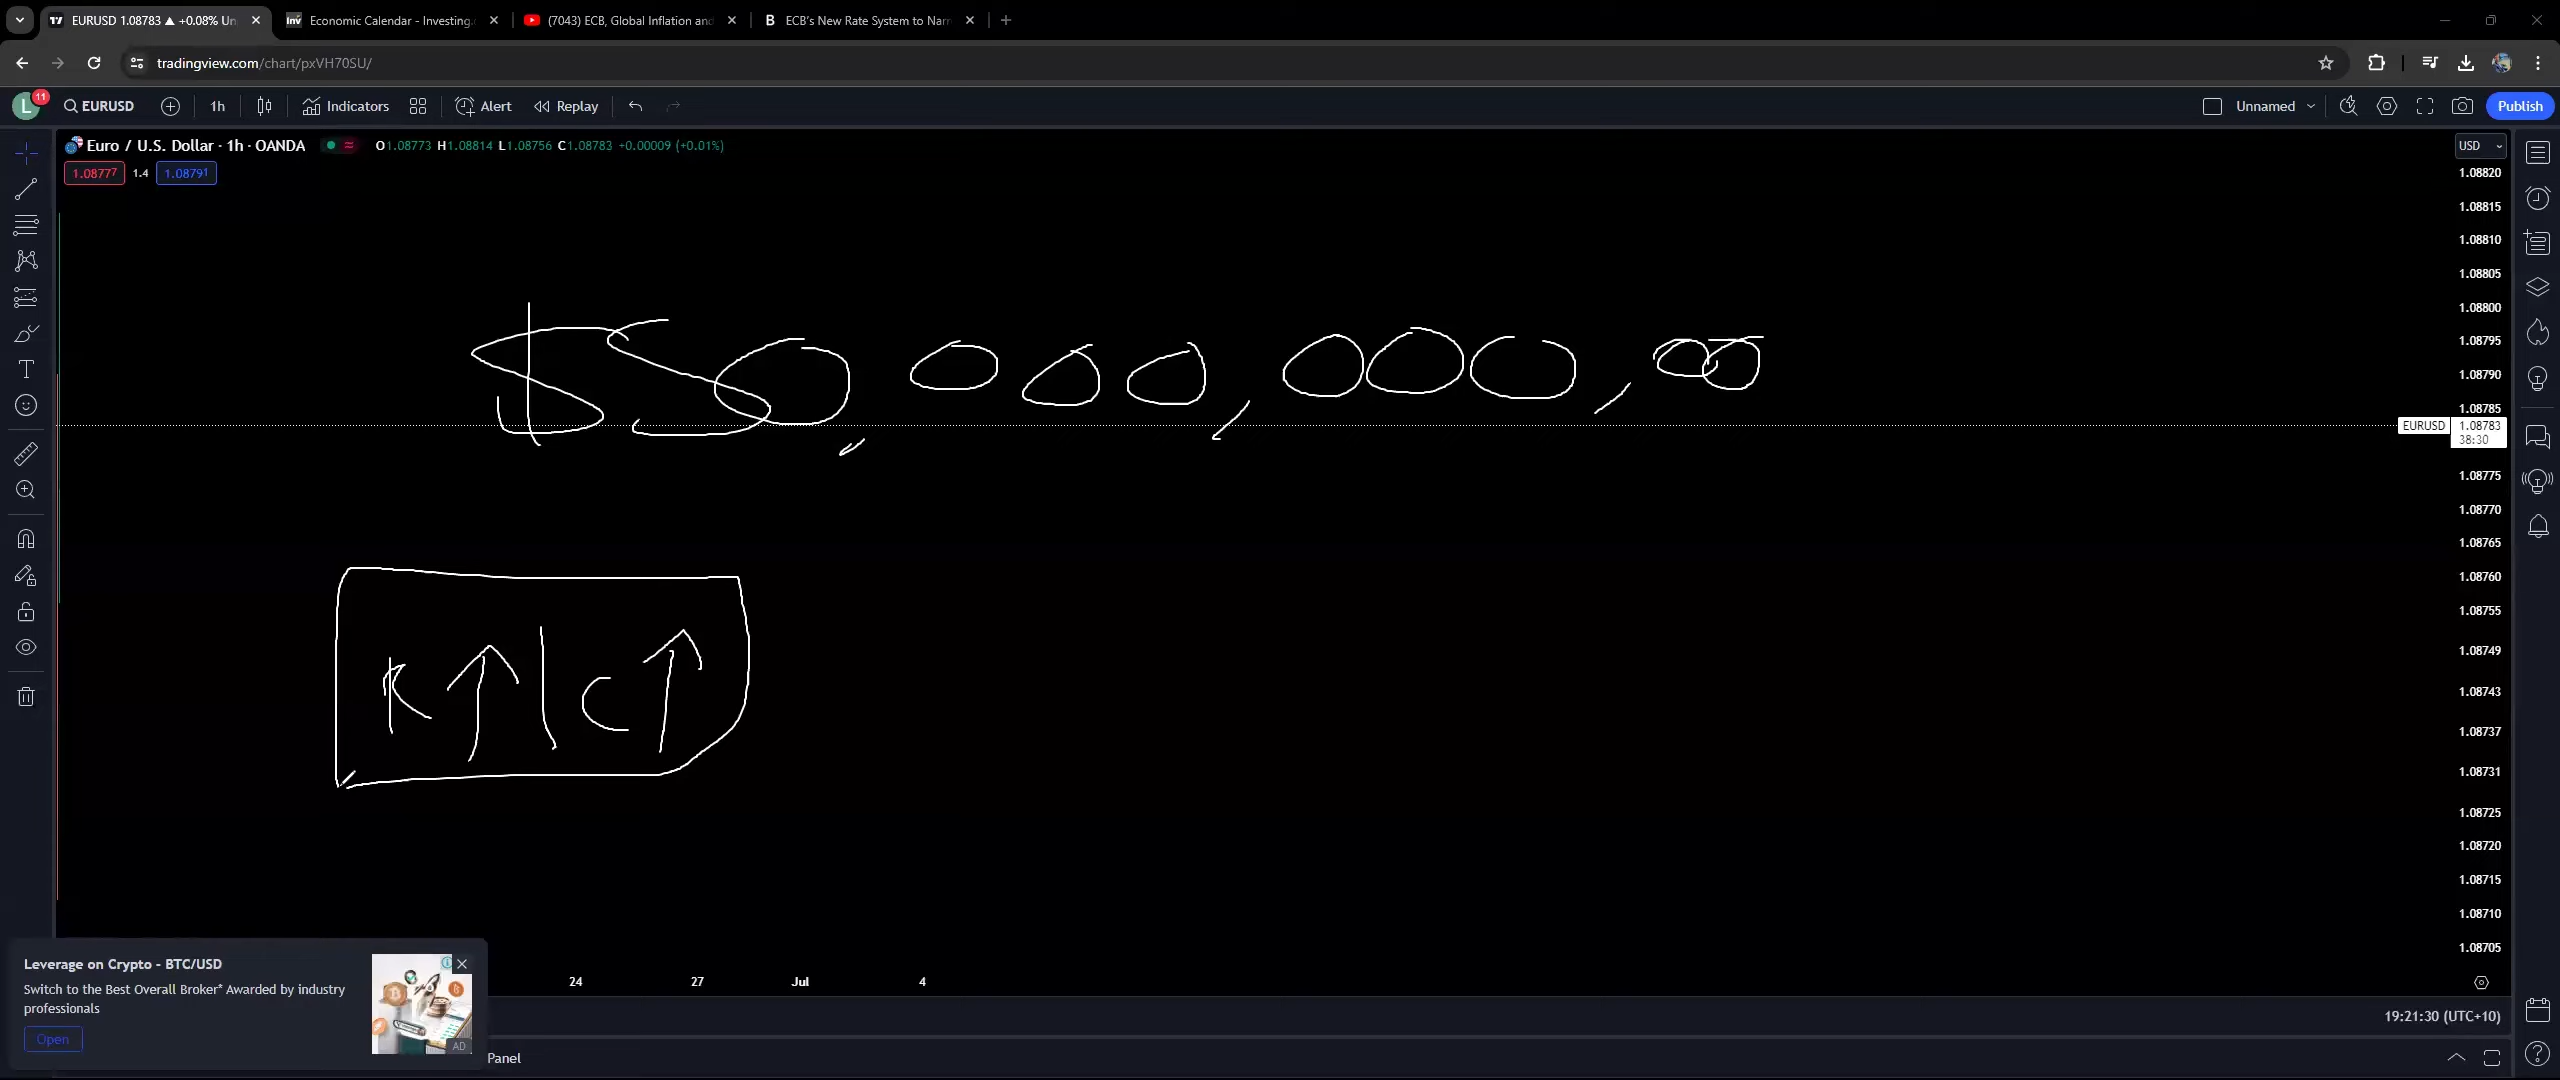 EURUSD 1.08783 ▲ +0.08% Un
Economic Calendar - Investing.
(7043) ECB, Global Inflation and
B ECB's New Rate System to Narr
tradingview.com/chart/pxVH70SU/
L 11 EURUSD 1h Indicators Alert Replay Unnamed Publish
Euro / U.S. Dollar · 1h · OANDA O1.08773 H1.08814 L1.08756 C1.08783 +0.00009 (+0.01%) USD
1.08777 1.4 1.08791
1.08820
1.08815
1.08810
1.08805
1.08800
1.08795
$50,000,000,00
1.08790
1.08785
EURUSD 1.08783
38:30
1.08775
1.08770
1.08765
1.08760
1.08755
1.08749
K↑|C↑
1.08743
1.08737
1.08731
1.08725
1.08720
1.08715
1.08710
1.08705
Leverage on Crypto - BTC/USD
Switch to the Best Overall Broker* Awarded by industry
professionals
Open
AD
24 27 Jul 4
19:21:30 (UTC+10)
Panel